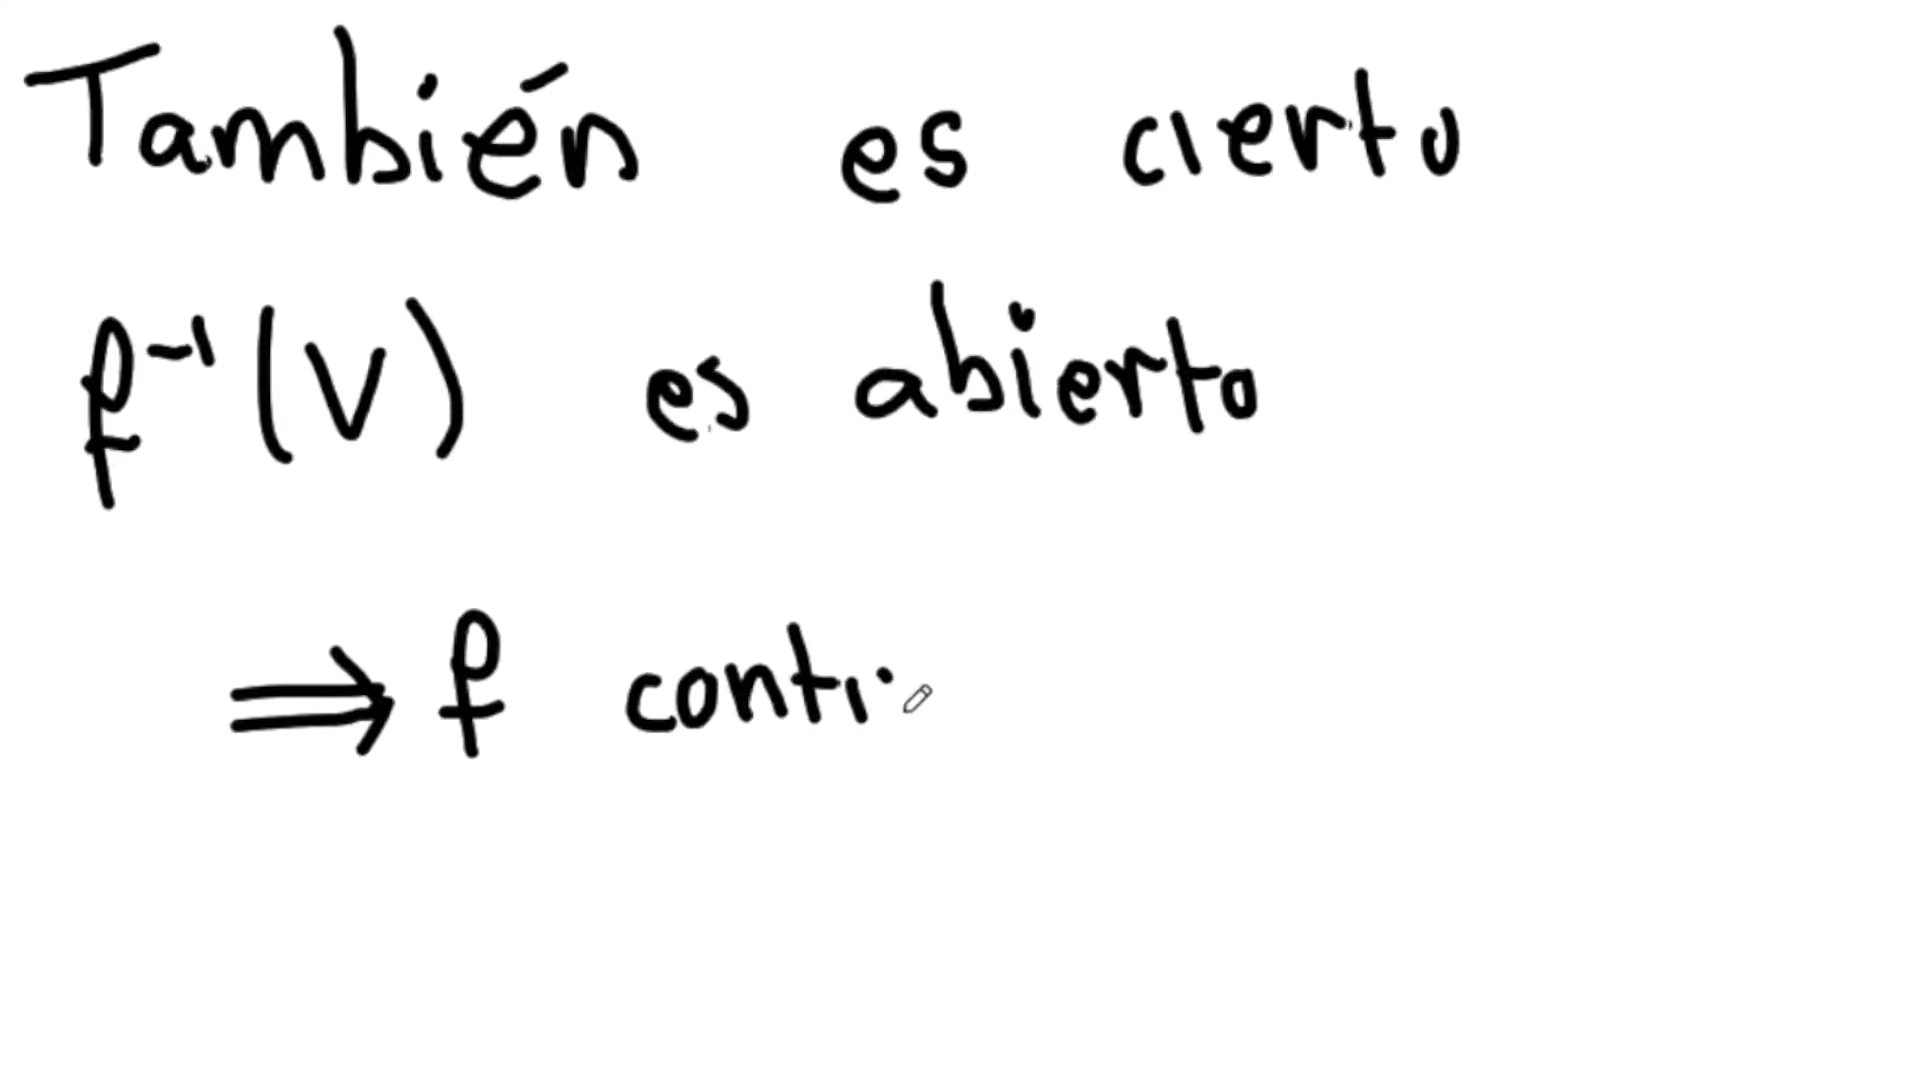 También es cierto
f⁻¹(V) es abierto
⇒ f conti